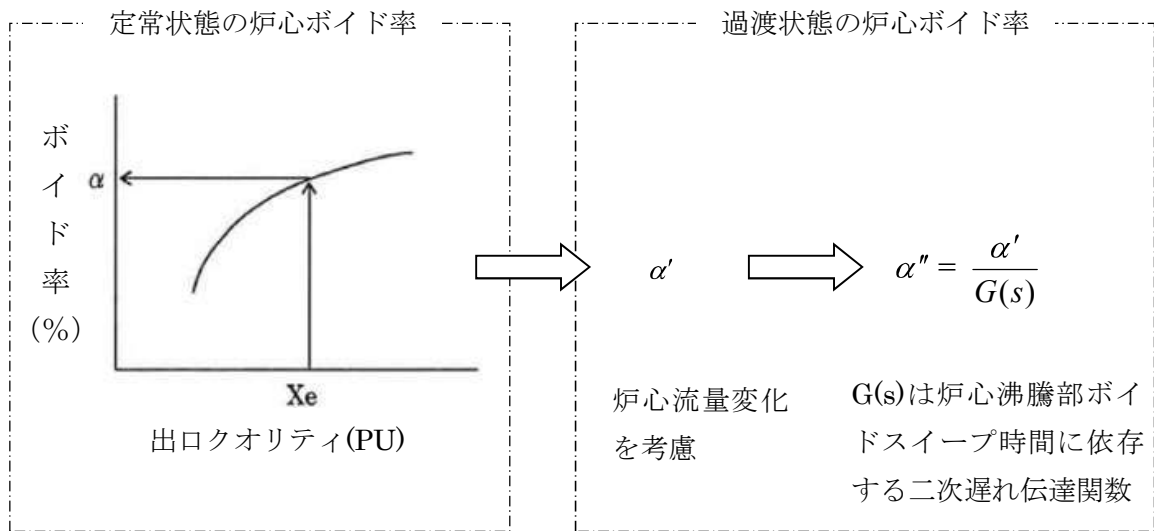 定常状態の炉心ボイド率
ボイド率(%)
α
Xe
出口クオリティ(PU)
過渡状態の炉心ボイド率
α′
α″ = α′ / G(s)
炉心流量変化
を考慮
G(s)は炉心沸騰部ボイ
ドスイープ時間に依存
する二次遅れ伝達関数